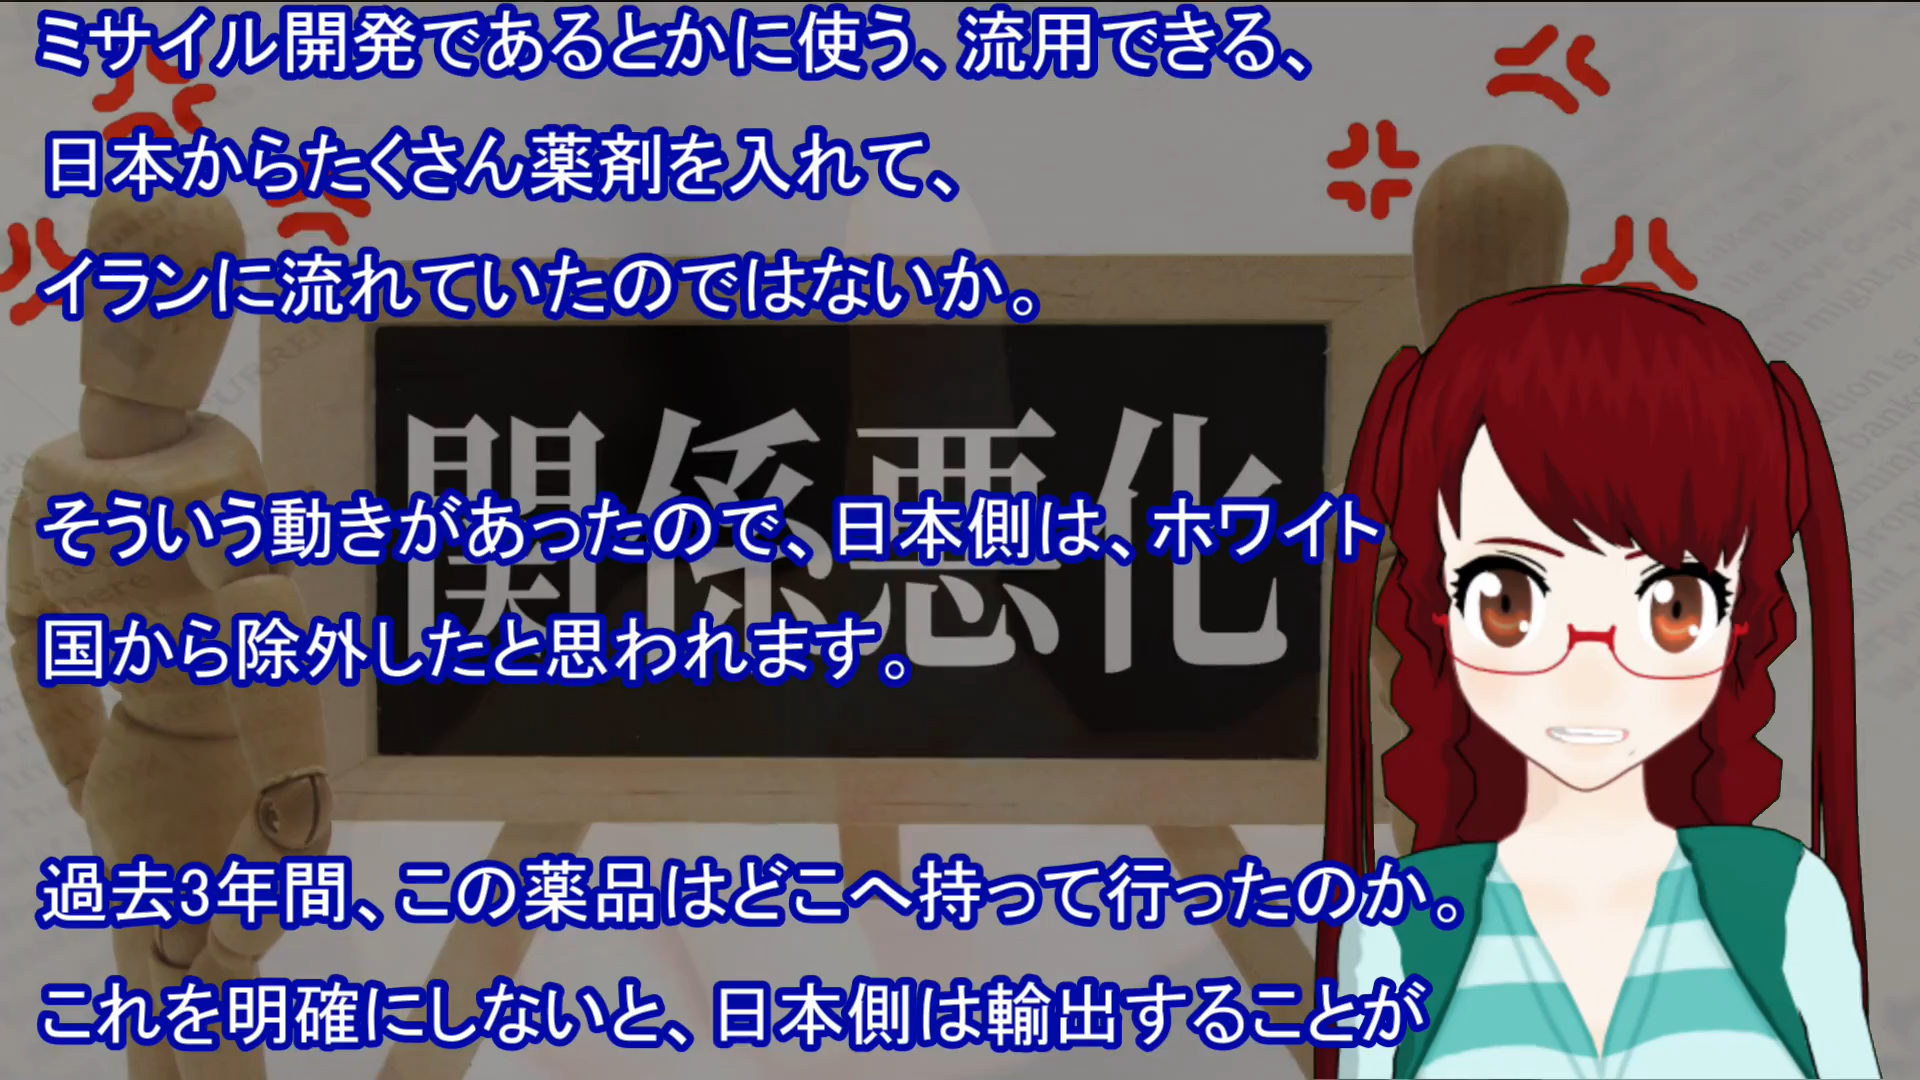 ミサイル開発であるとかに使う、流用できる、
日本からたくさん薬剤を入れて、
イランに流れていたのではないか。
関係悪化
そういう動きがあったので、日本側は、ホワイト
国から除外したと思われます。
過去3年間、この薬品はどこへ持って行ったのか。
これを明確にしないと、日本側は輸出することが